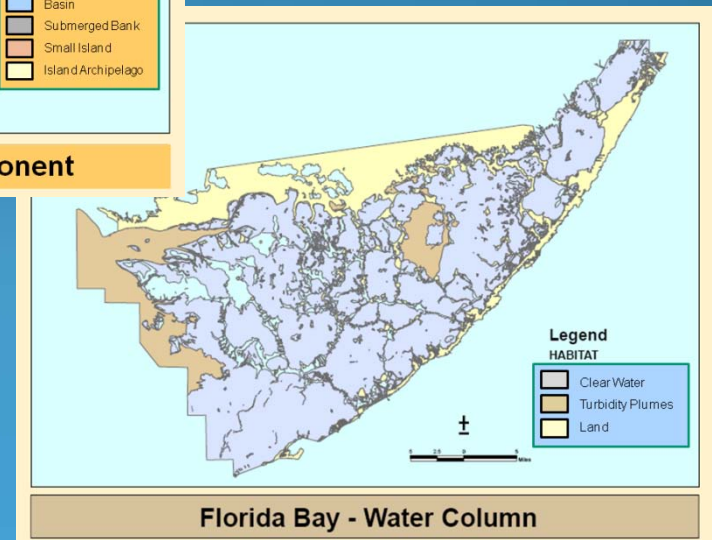 Basin
Submerged Bank
Small Island
Island Archipelago
onent
Legend
HABITAT
Clear Water
Turbidity Plumes
Land
Miles
Florida Bay - Water Column